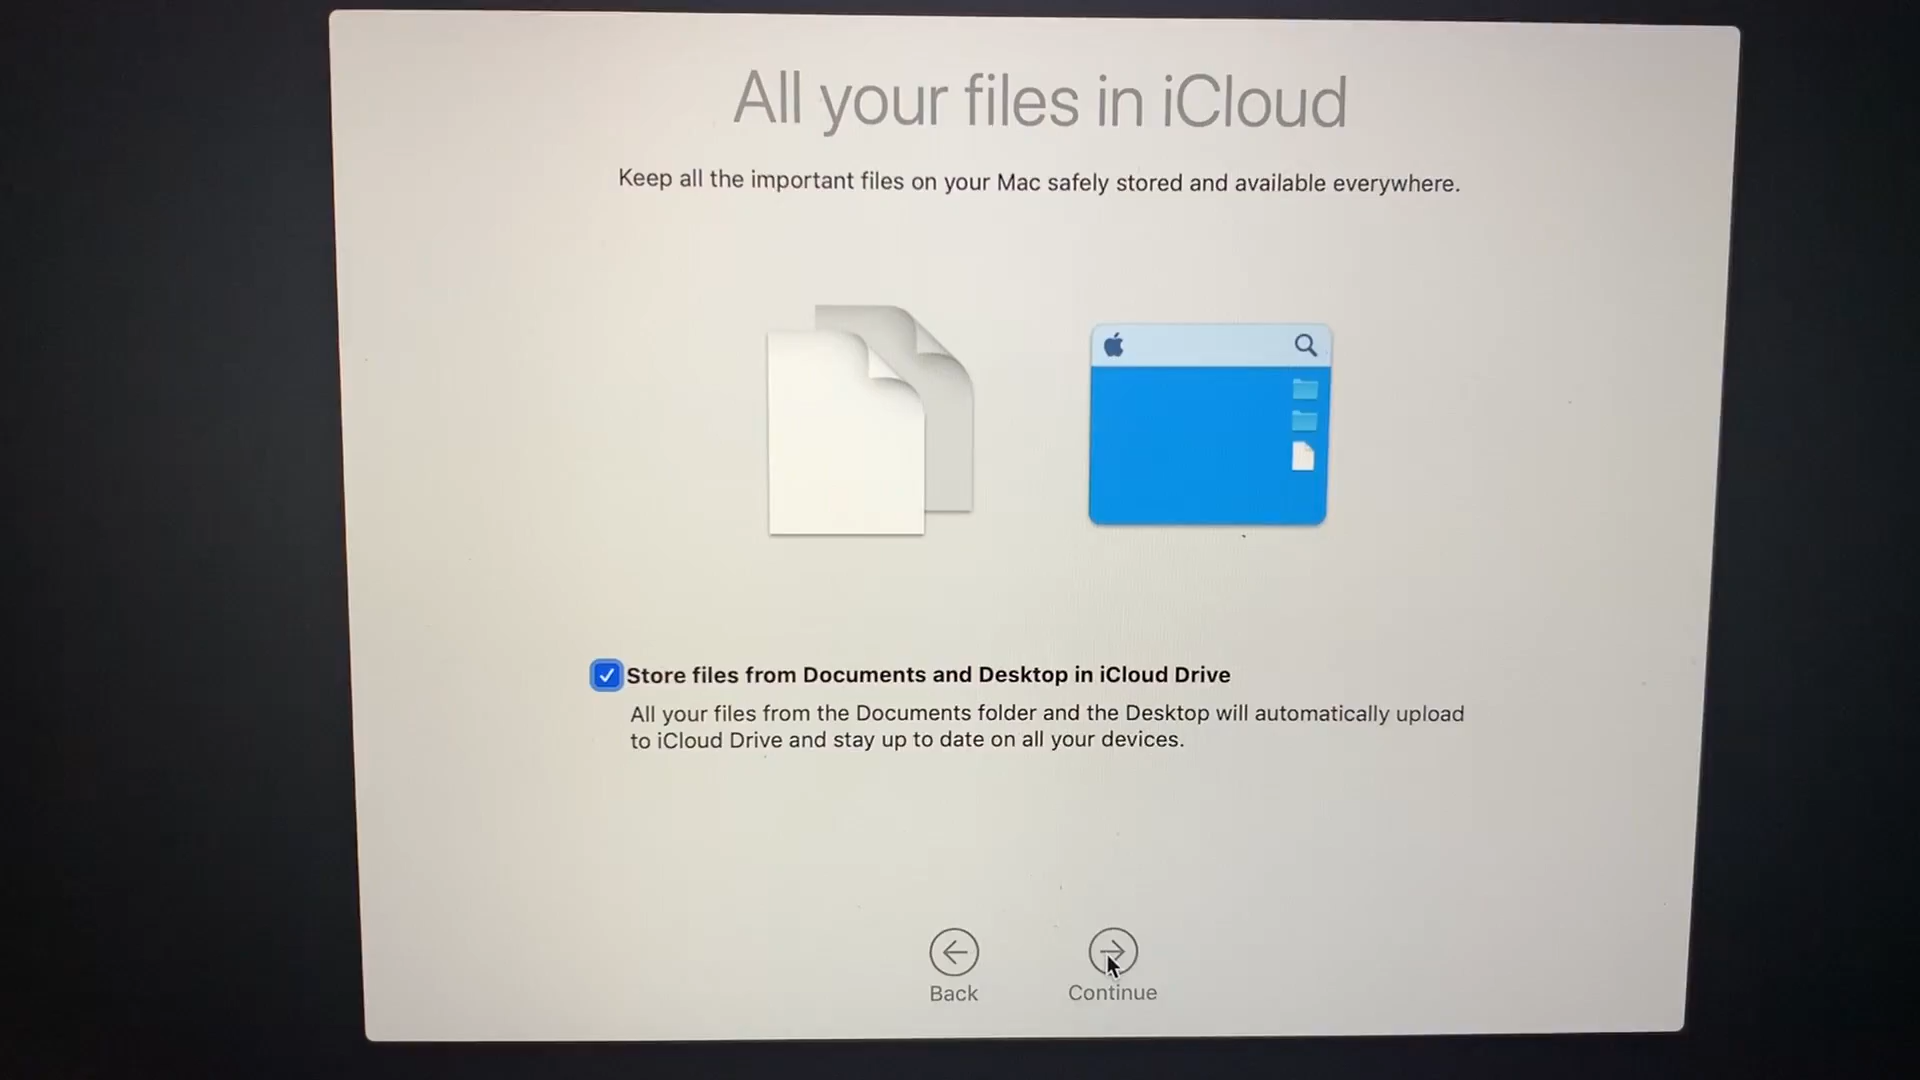 All your files in iCloud
Keep all the important files on your Mac safely stored and available everywhere.
Store files from Documents and Desktop in iCloud Drive
All your files from the Documents folder and the Desktop will automatically upload
to iCloud Drive and stay up to date on all your devices.
Back
Continue